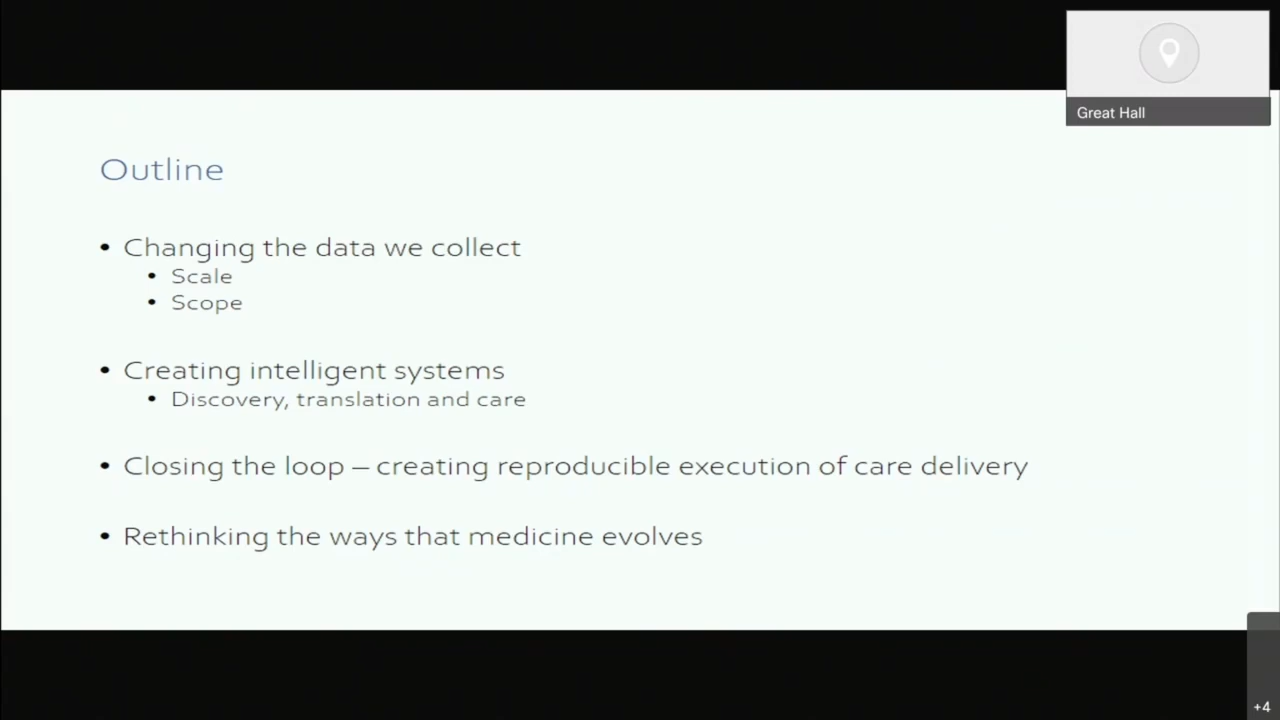 Great Hall
Outline
• Changing the data we collect
• Scale
• Scope
• Creating intelligent systems
• Discovery, translation and care
• Closing the loop – creating reproducible execution of care delivery
• Rethinking the ways that medicine evolves
+4